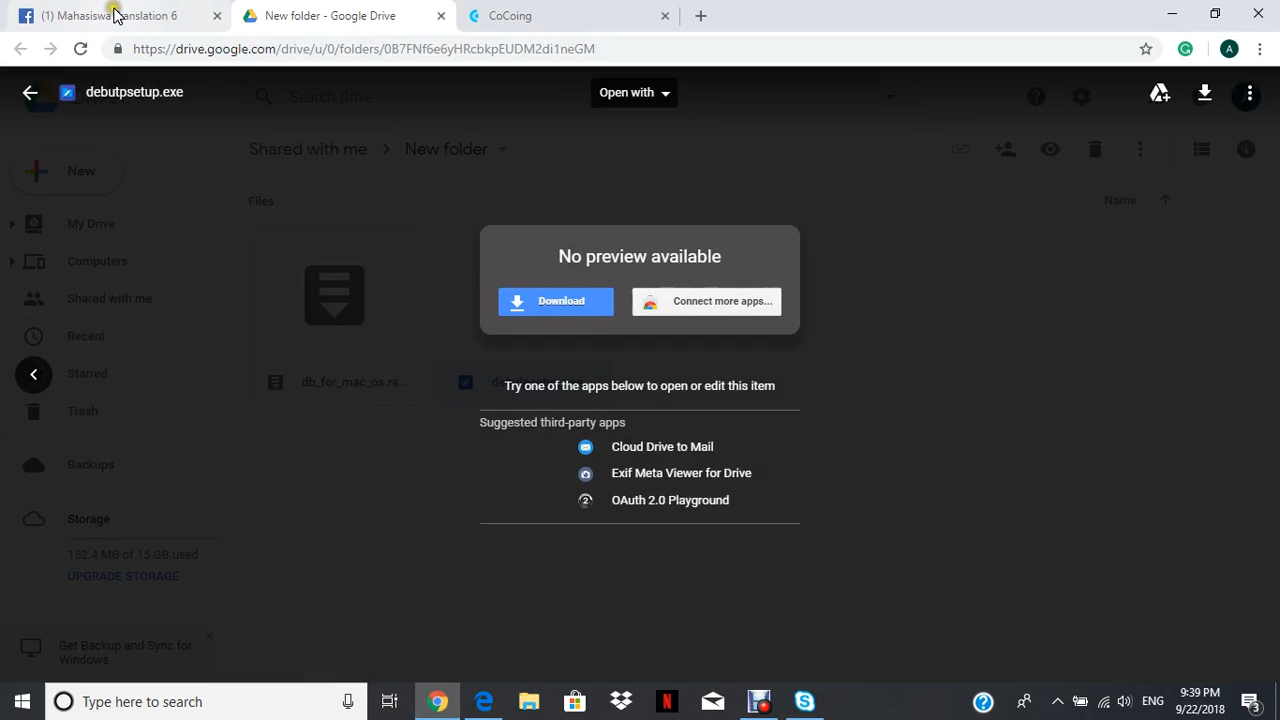 (1) Mahasiswa Translation 6
New folder - Google Drive
CoCoing
https://drive.google.com/drive/u/0/folders/0B7FNf6e6yHRcbkpEUDM2di1neGM
A
debutpsetup.exe
Search Drive
Open with
Shared with me
New folder
New
Files
Name
My Drive
Computers
Shared with me
Recent
Starred
Trash
Backups
Storage
152.4 MB of 15 GB used
UPGRADE STORAGE
Get Backup and Sync for
Windows
No preview available
Download
Connect more apps...
db_for_mac_os.ra...
Try one of the apps below to open or edit this item
Suggested third-party apps
Cloud Drive to Mail
Exif Meta Viewer for Drive
OAuth 2.0 Playground
Type here to search
ENG
9:39 PM
9/22/2018
3